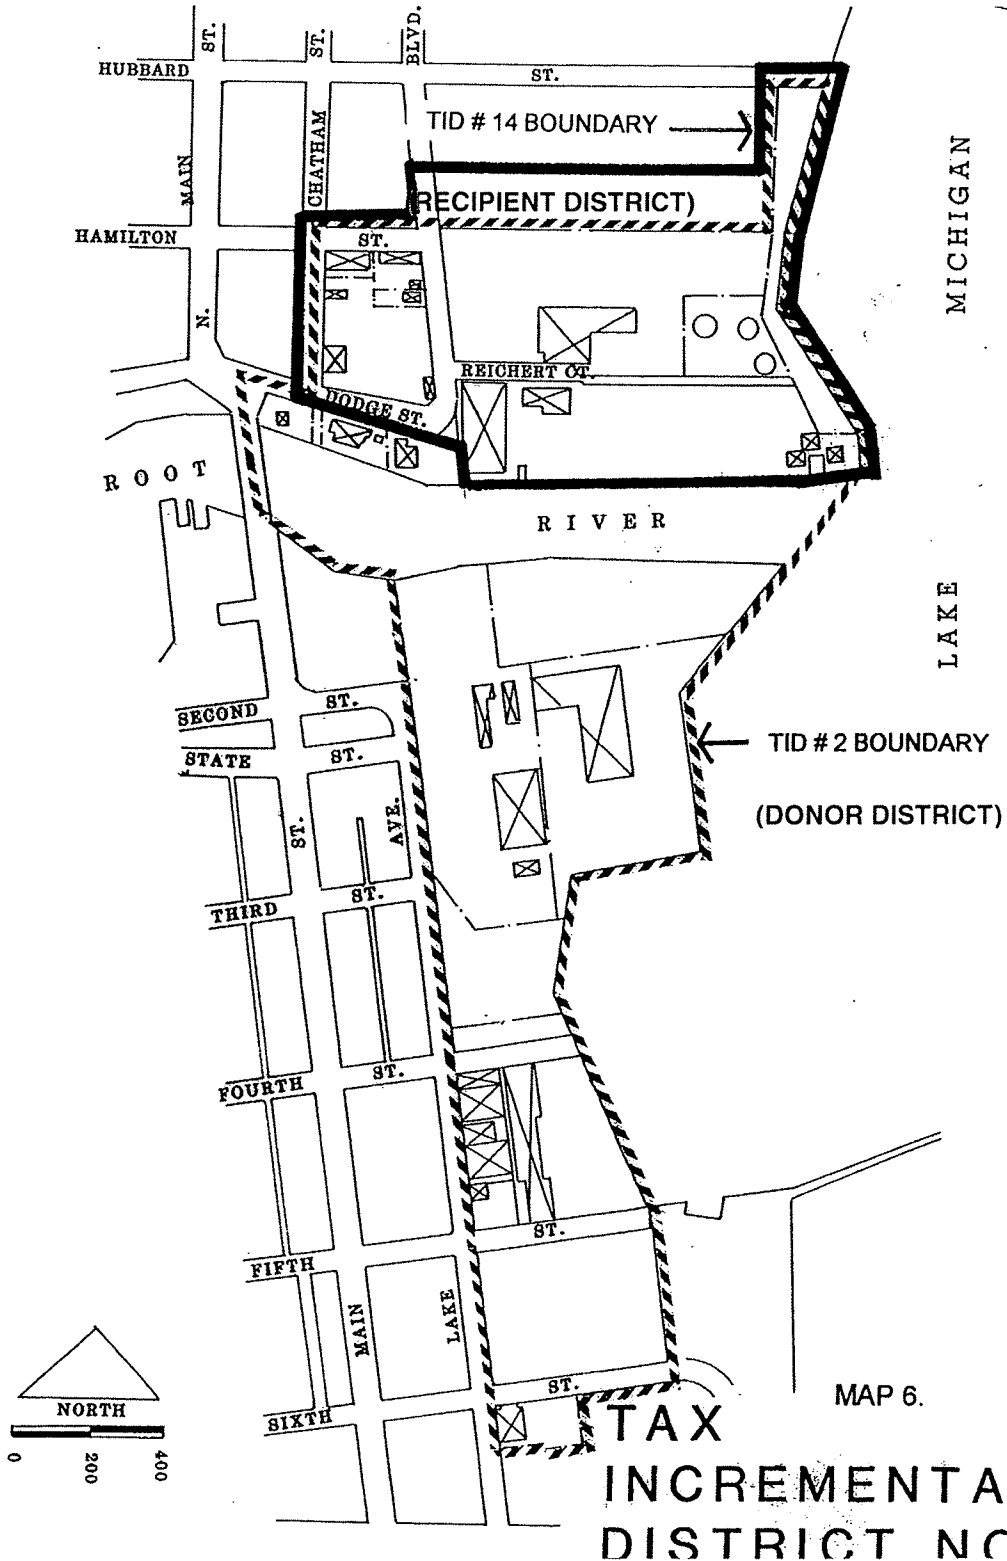 ST.
ST.
BLVD.
HUBBARD
ST.
TID # 14 BOUNDARY
CHATHAM
MAIN
MICHIGAN
(RECIPIENT DISTRICT)
HAMILTON
ST.
N.
REICHERT CT.
DODGE ST.
ROOT
RIVER
LAKE
SECOND
ST.
STATE
ST.
TID # 2 BOUNDARY
(DONOR DISTRICT)
ST.
AVE.
THIRD
ST.
FOURTH
ST.
ST.
FIFTH
MAIN
LAKE
NORTH
0
200
400
SIXTH
ST.
MAP 6.
TAX
INCREMENTA
DISTRICT NO